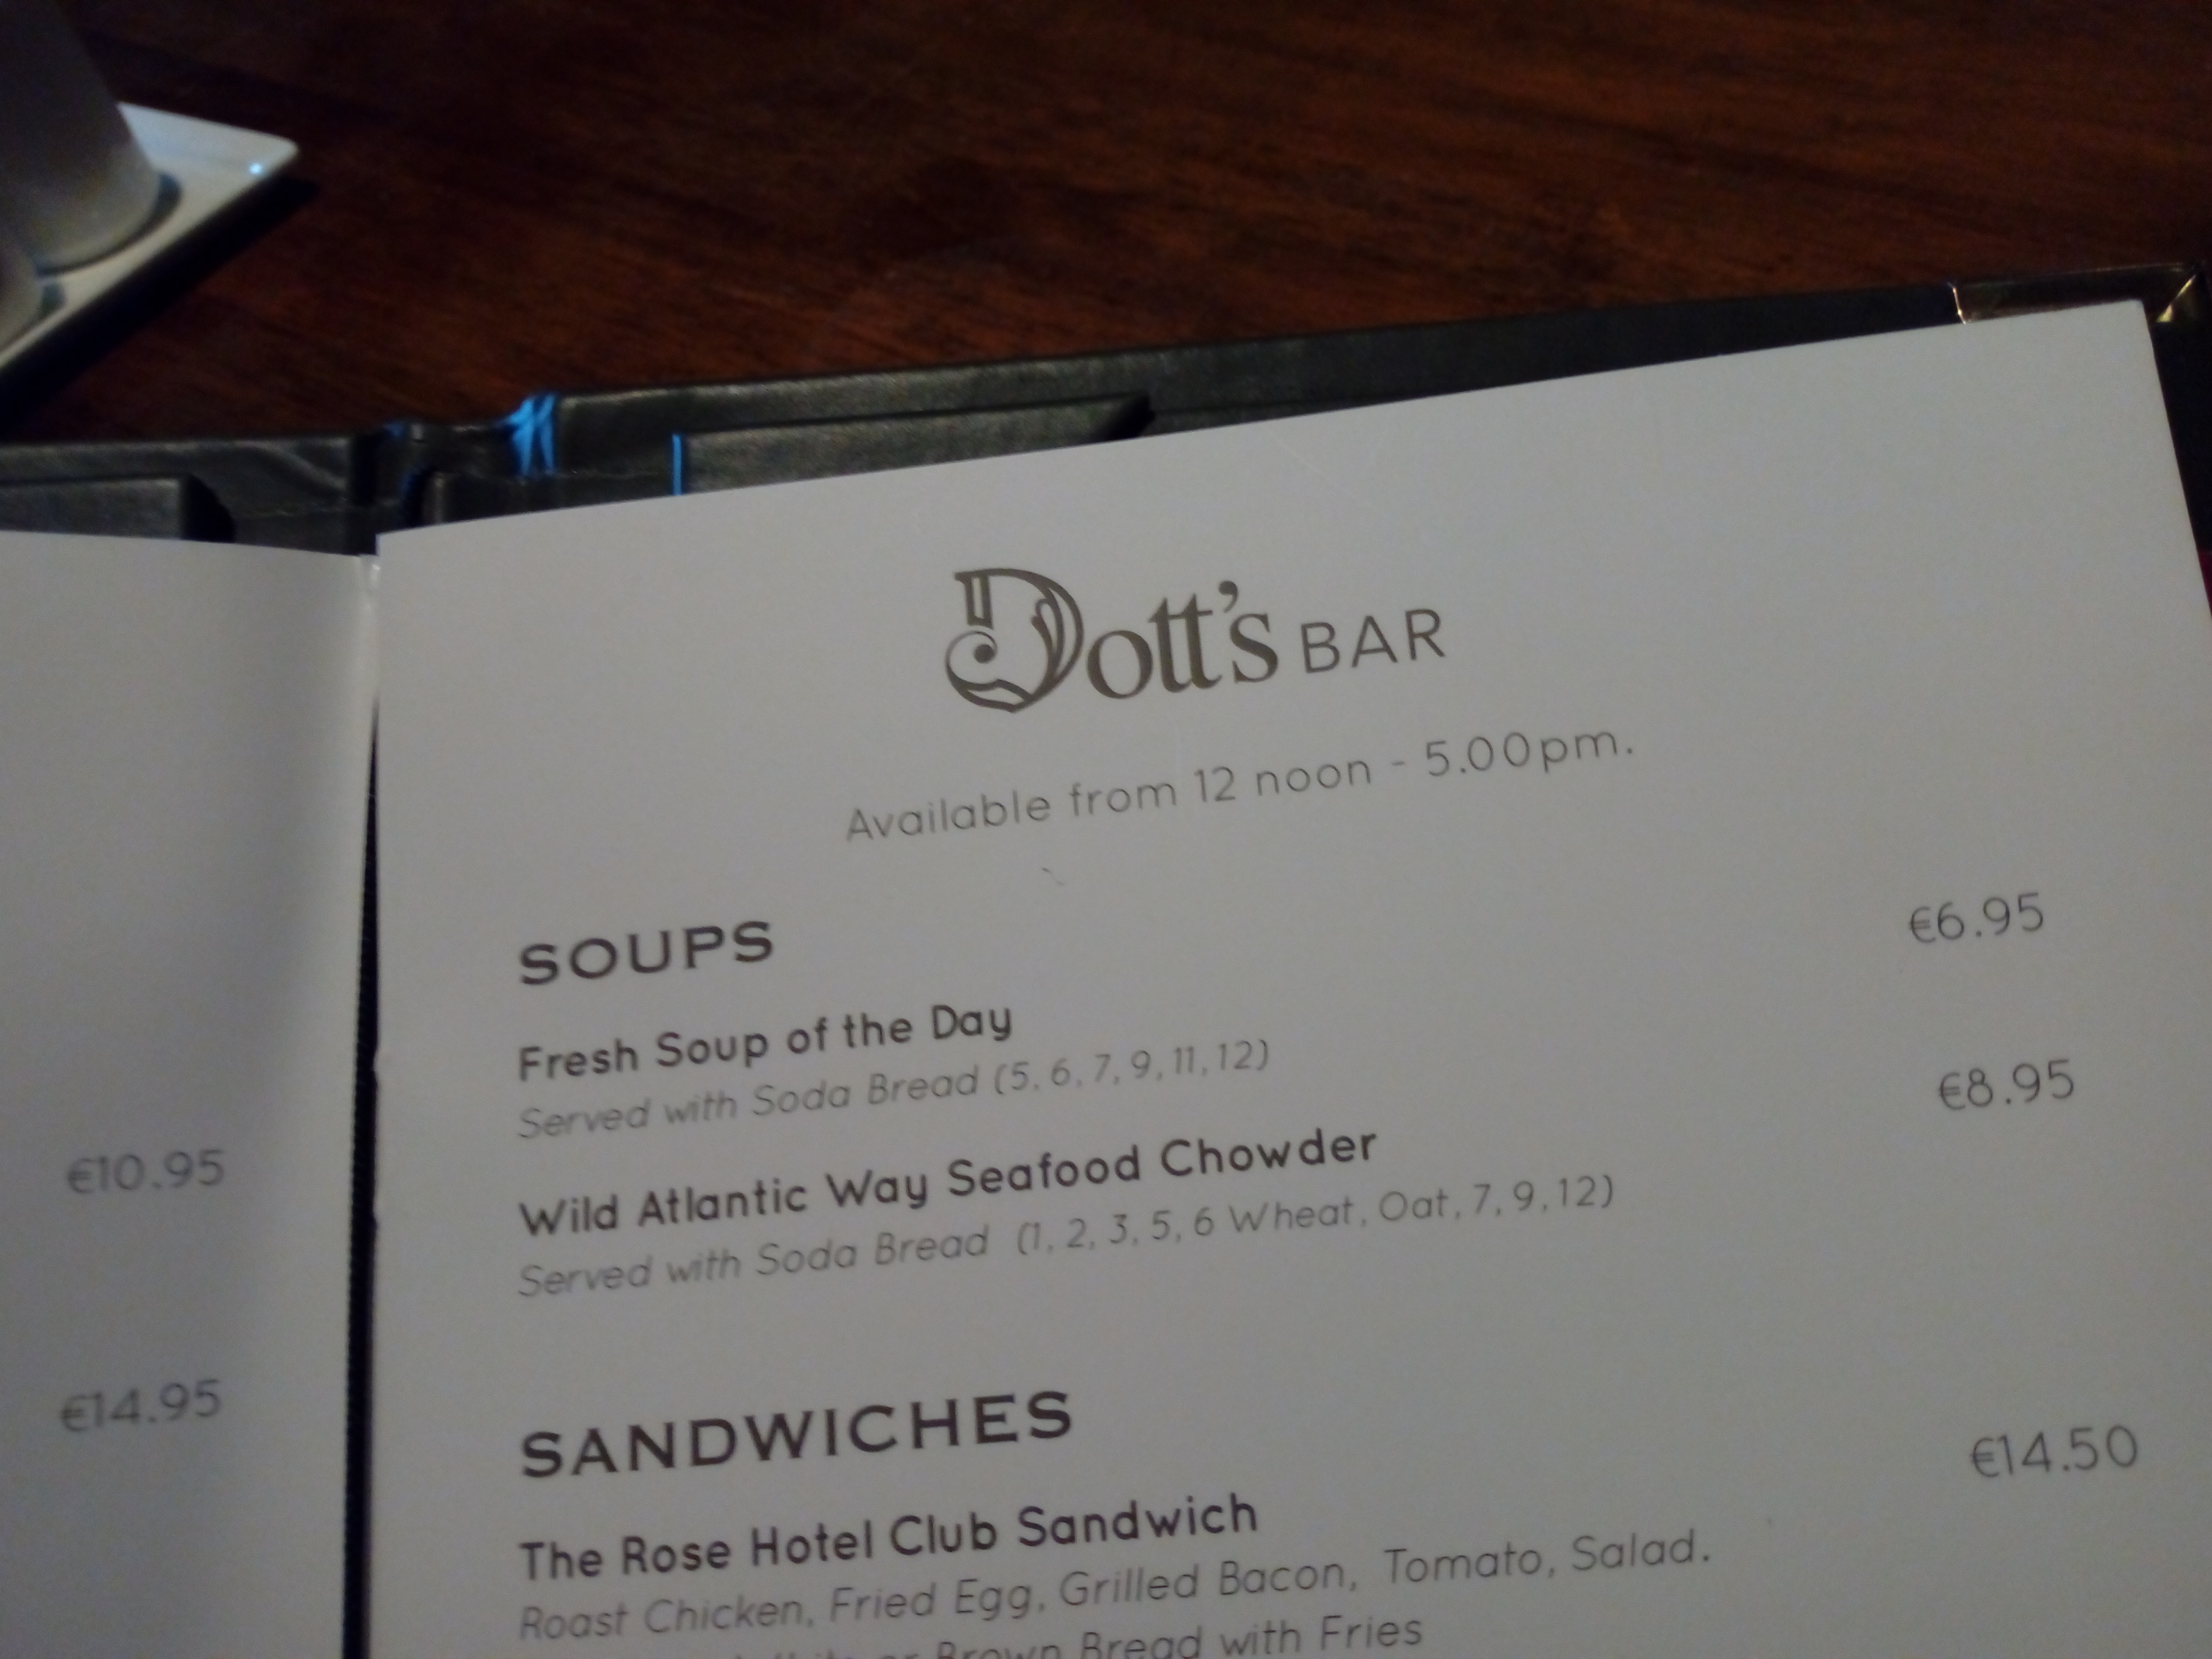 Dott's BAR
Available from 12 noon - 5.00pm.
SOUPS
€6.95
Fresh Soup of the Day
Served with Soda Bread (5, 6, 7, 9, 11, 12)
€8.95
Wild Atlantic Way Seafood Chowder
Served with Soda Bread (1, 2, 3, 5, 6 Wheat, Oat, 7, 9, 12)
SANDWICHES
€14.50
The Rose Hotel Club Sandwich
Roast Chicken, Fried Egg, Grilled Bacon, Tomato, Salad.
or Brown Bread with Fries
€10.95
€14.95